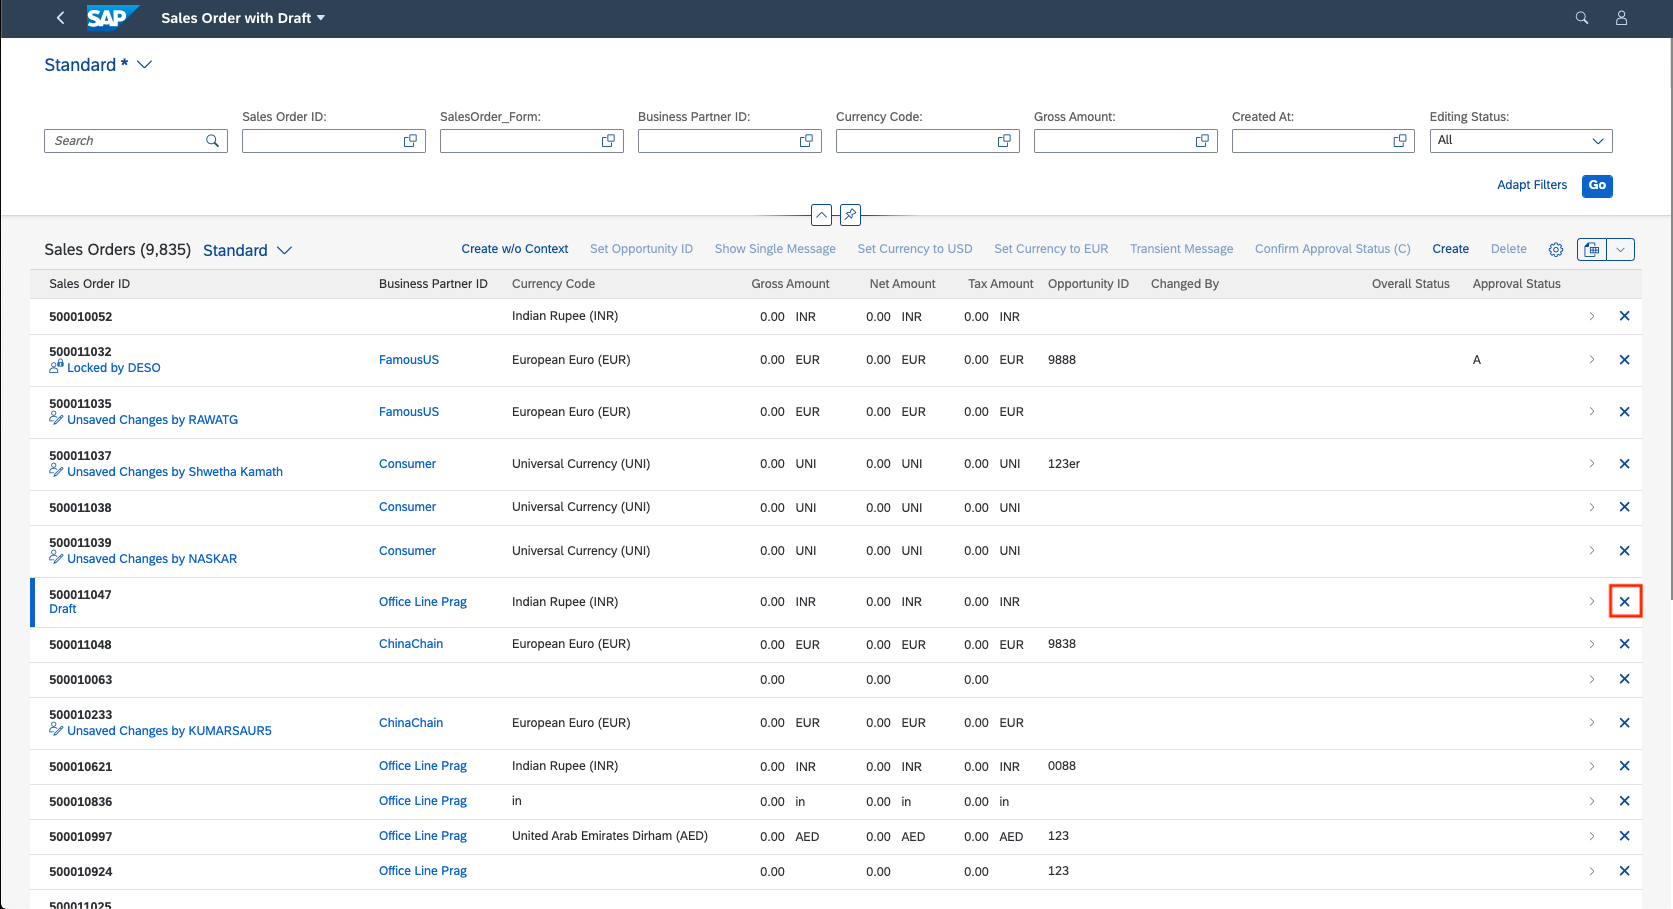 SAP Sales Order with Draft
Standard *
Sales Order ID: SalesOrder_Form: Business Partner ID: Currency Code: Gross Amount: Created At: Editing Status:
Search All
Adapt Filters Go
Sales Orders (9,835) Standard Create w/o Context Set Opportunity ID Show Single Message Set Currency to USD Set Currency to EUR Transient Message Confirm Approval Status (C) Create Delete
Sales Order ID Business Partner ID Currency Code Gross Amount Net Amount Tax Amount Opportunity ID Changed By Overall Status Approval Status
500010052 Indian Rupee (INR) 0.00 INR 0.00 INR 0.00 INR
500011032
Locked by DESO FamousUS European Euro (EUR) 0.00 EUR 0.00 EUR 0.00 EUR 9888 A
500011035
Unsaved Changes by RAWATG FamousUS European Euro (EUR) 0.00 EUR 0.00 EUR 0.00 EUR
500011037
Unsaved Changes by Shwetha Kamath Consumer Universal Currency (UNI) 0.00 UNI 0.00 UNI 0.00 UNI 123er
500011038 Consumer Universal Currency (UNI) 0.00 UNI 0.00 UNI 0.00 UNI
500011039
Unsaved Changes by NASKAR Consumer Universal Currency (UNI) 0.00 UNI 0.00 UNI 0.00 UNI
500011047
Draft Office Line Prag Indian Rupee (INR) 0.00 INR 0.00 INR 0.00 INR
500011048 ChinaChain European Euro (EUR) 0.00 EUR 0.00 EUR 0.00 EUR 9838
500010063 0.00 0.00 0.00
500010233
Unsaved Changes by KUMARSAUR5 ChinaChain European Euro (EUR) 0.00 EUR 0.00 EUR 0.00 EUR
500010621 Office Line Prag Indian Rupee (INR) 0.00 INR 0.00 INR 0.00 INR 0088
500010836 Office Line Prag in 0.00 in 0.00 in 0.00 in
500010997 Office Line Prag United Arab Emirates Dirham (AED) 0.00 AED 0.00 AED 0.00 AED 123
500010924 Office Line Prag 0.00 0.00 0.00 123
500011025